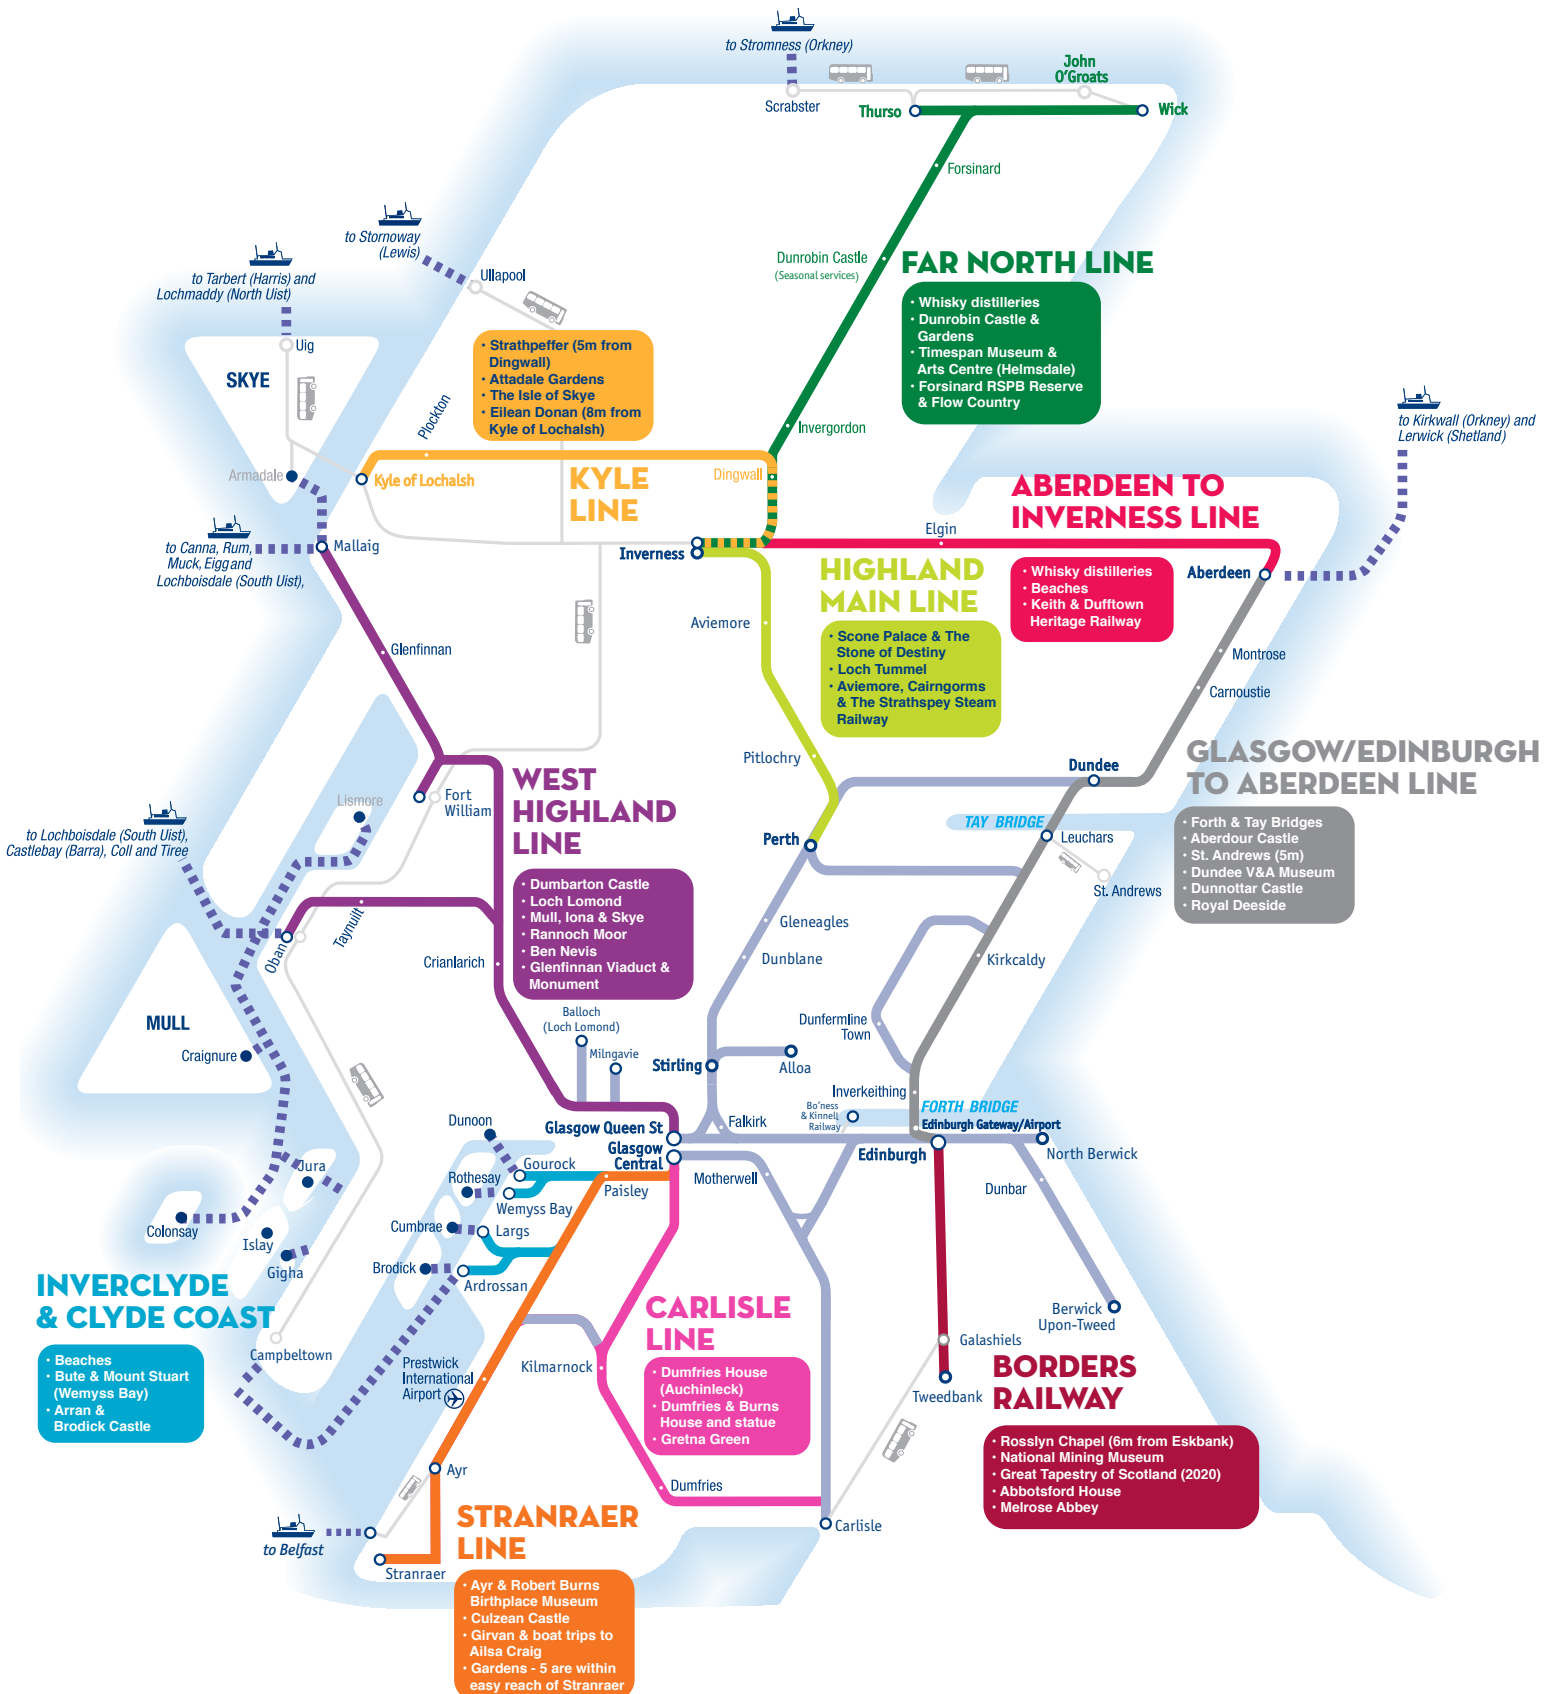 to Stromness (Orkney)
Scrabster
John
O'Groats
Thurso
Wick
Forsinard
to Stornoway
(Lewis)
Ullapool
Dunrobin Castle
(Seasonal services)
FAR NORTH LINE
• Whisky distilleries
• Dunrobin Castle &
Gardens
• Timespan Museum &
Arts Centre (Helmsdale)
• Forsinard RSPB Reserve
& Flow Country
to Tarbert (Harris) and
Lochmaddy (North Uist)
Uig
SKYE
• Strathpeffer (5m from
Dingwall)
• Attadale Gardens
• The Isle of Skye
• Eilean Donan (8m from
Kyle of Lochalsh)
Plockton
Invergordon
to Kirkwall (Orkney) and
Lerwick (Shetland)
Armadale
Kyle of Lochalsh
KYLE
LINE
Dingwall
ABERDEEN TO
INVERNESS LINE
Elgin
to Canna, Rum,
Muck, Eigg and
Lochboisdale (South Uist),
Mallaig
Inverness
HIGHLAND
MAIN LINE
• Whisky distilleries
• Beaches
• Keith & Dufftown
Heritage Railway
Aberdeen
Aviemore
• Scone Palace & The
Stone of Destiny
• Loch Tummel
• Aviemore, Cairngorms
& The Strathspey Steam
Railway
Glenfinnan
Montrose
Carnoustie
Pitlochry
Dundee
GLASGOW/EDINBURGH
TO ABERDEEN LINE
WEST
HIGHLAND
LINE
Fort
William
Lismore
to Lochboisdale (South Uist),
Castlebay (Barra), Coll and Tiree
TAY BRIDGE
Leuchars
Perth
St. Andrews
• Forth & Tay Bridges
• Aberdour Castle
• St. Andrews (5m)
• Dundee V&A Museum
• Dunnottar Castle
• Royal Deeside
• Dumbarton Castle
• Loch Lomond
• Mull, Iona & Skye
• Rannoch Moor
• Ben Nevis
• Glenfinnan Viaduct &
Monument
Taynuilt
Oban
Crianlarich
Gleneagles
Dunblane
Kirkcaldy
MULL
Craignure
Balloch
(Loch Lomond)
Milngavie
Stirling
Alloa
Dunfermline
Town
Inverkeithing
Bo'ness
& Kinneil
Railway
FORTH BRIDGE
Edinburgh Gateway/Airport
Dunoon
Glasgow Queen St
Glasgow
Central
Falkirk
Edinburgh
North Berwick
Gourock
Jura
Rothesay
Paisley
Motherwell
Dunbar
Wemyss Bay
Colonsay
Islay
Cumbrae
Largs
Gigha
Brodick
Ardrossan
INVERCLYDE
& CLYDE COAST
• Beaches
• Bute & Mount Stuart
(Wemyss Bay)
• Arran &
Brodick Castle
Campbeltown
Prestwick
International
Airport
Kilmarnock
CARLISLE
LINE
• Dumfries House
(Auchinleck)
• Dumfries & Burns
House and statue
• Gretna Green
Berwick
Upon-Tweed
Galashiels
Tweedbank
BORDERS
RAILWAY
• Rosslyn Chapel (6m from Eskbank)
• National Mining Museum
• Great Tapestry of Scotland (2020)
• Abbotsford House
• Melrose Abbey
Ayr
Dumfries
Carlisle
to Belfast
Stranraer
STRANRAER
LINE
• Ayr & Robert Burns
Birthplace Museum
• Culzean Castle
• Girvan & boat trips to
Ailsa Craig
• Gardens - 5 are within
easy reach of Stranraer